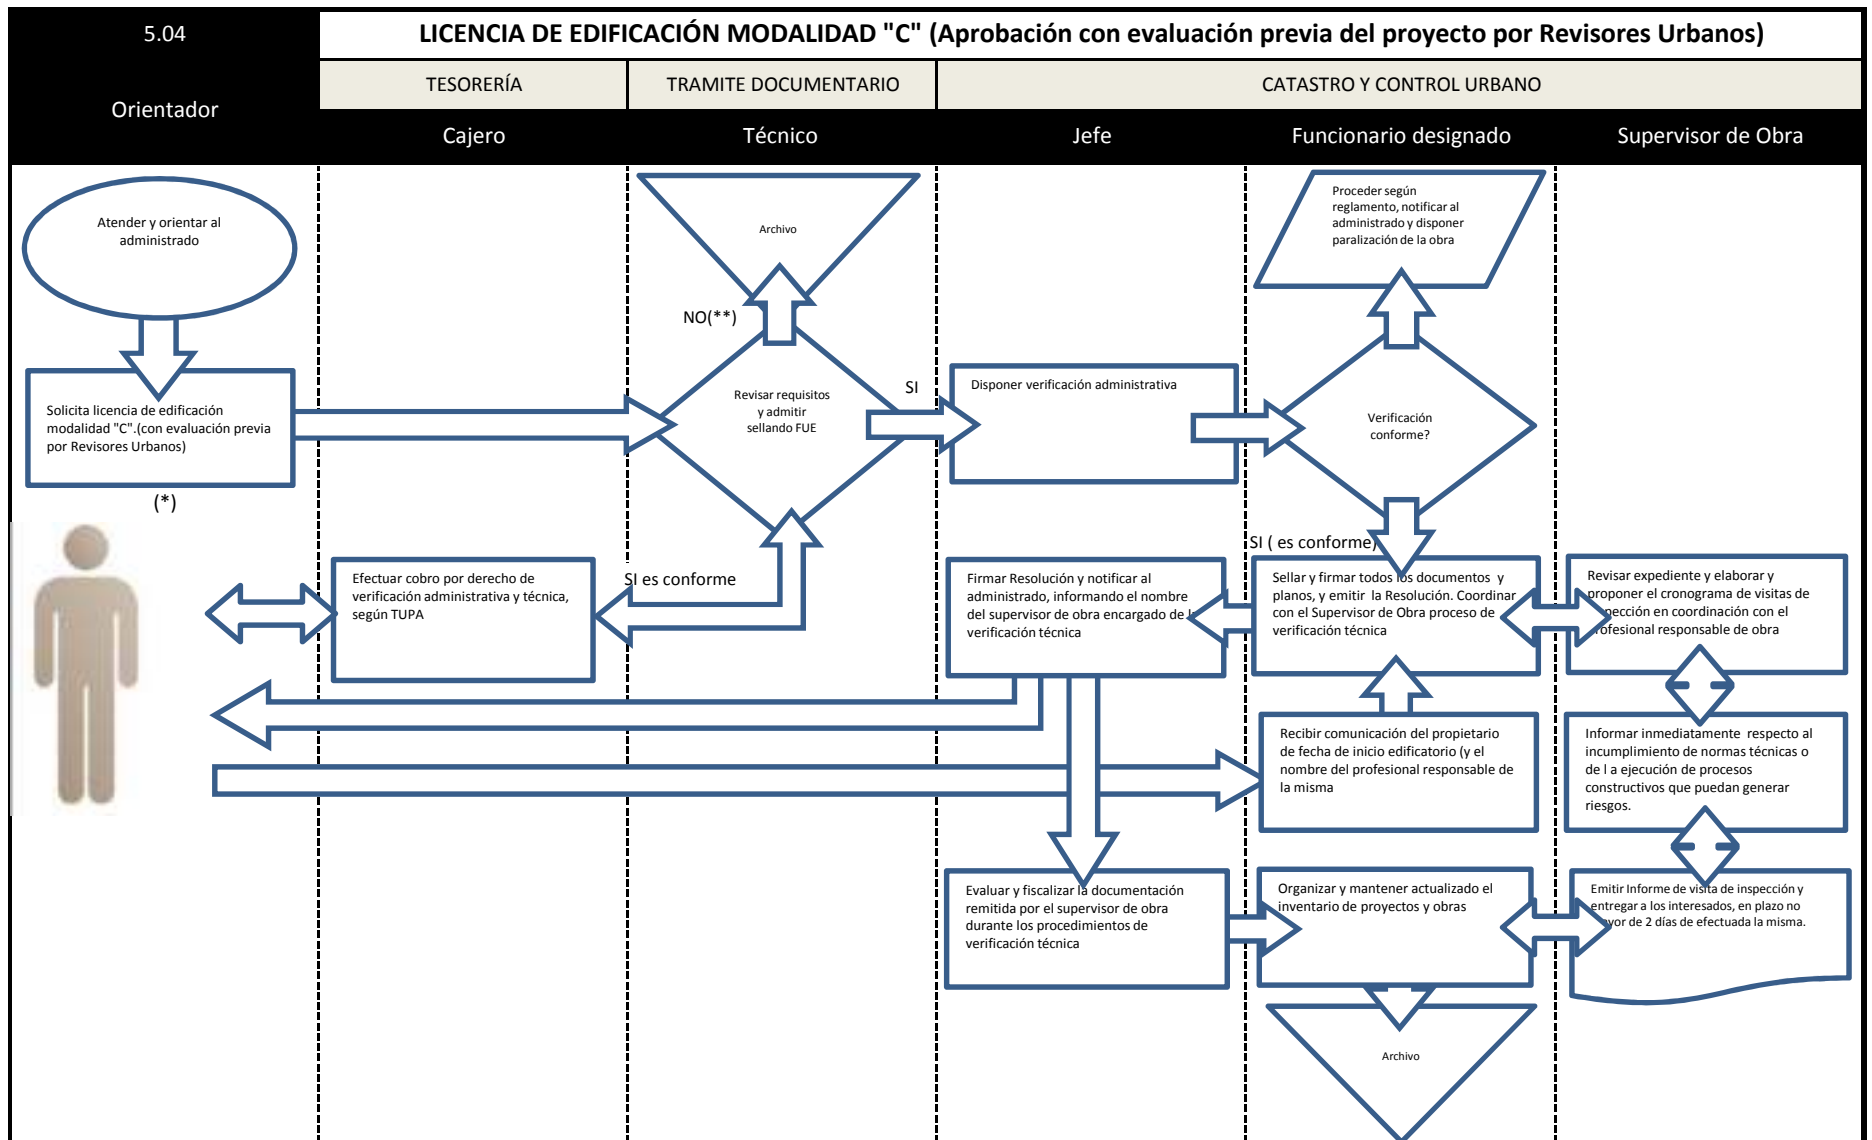 5.04
LICENCIA DE EDIFICACIÓN MODALIDAD "C" (Aprobación con evaluación previa del proyecto por Revisores Urbanos)
Orientador
TESORERÍA
TRAMITE DOCUMENTARIO
CATASTRO Y CONTROL URBANO
Cajero
Técnico
Jefe
Funcionario designado
Supervisor de Obra
Atender y orientar al
administrado
Archivo
Proceder según
reglamento, notificar al
administrado y disponer
paralización de la obra
NO(**)
Solicita licencia de edificación
modalidad "C".(con evaluación previa
por Revisores Urbanos)
(*)
Revisar requisitos
y admitir
sellando FUE
SI
Disponer verificación administrativa
Verificación
conforme?
SI ( es conforme)
Efectuar cobro por derecho de
verificación administrativa y técnica,
según TUPA
SI es conforme
Firmar Resolución y notificar al
administrado, informando el nombre
del supervisor de obra encargado de
verificación técnica
Sellar y firmar todos los documentos y
planos, y emitir la Resolución. Coordinar
con el Supervisor de Obra proceso de
verificación técnica
Revisar expediente y elaborar y
proponer el cronograma de visitas de
inspección en coordinación con el
profesional responsable de obra
Recibir comunicación del propietario
de fecha de inicio edificatorio (y el
nombre del profesional responsable de
la misma
Informar inmediatamente respecto al
incumplimiento de normas técnicas o
de l a ejecución de procesos
constructivos que puedan generar
riesgos.
Evaluar y fiscalizar la documentación
remitida por el supervisor de obra
durante los procedimientos de
verificación técnica
Organizar y mantener actualizado el
inventario de proyectos y obras
Emitir Informe de visita de inspección y
entregar a los interesados, en plazo no
mayor de 2 días de efectuada la misma.
Archivo